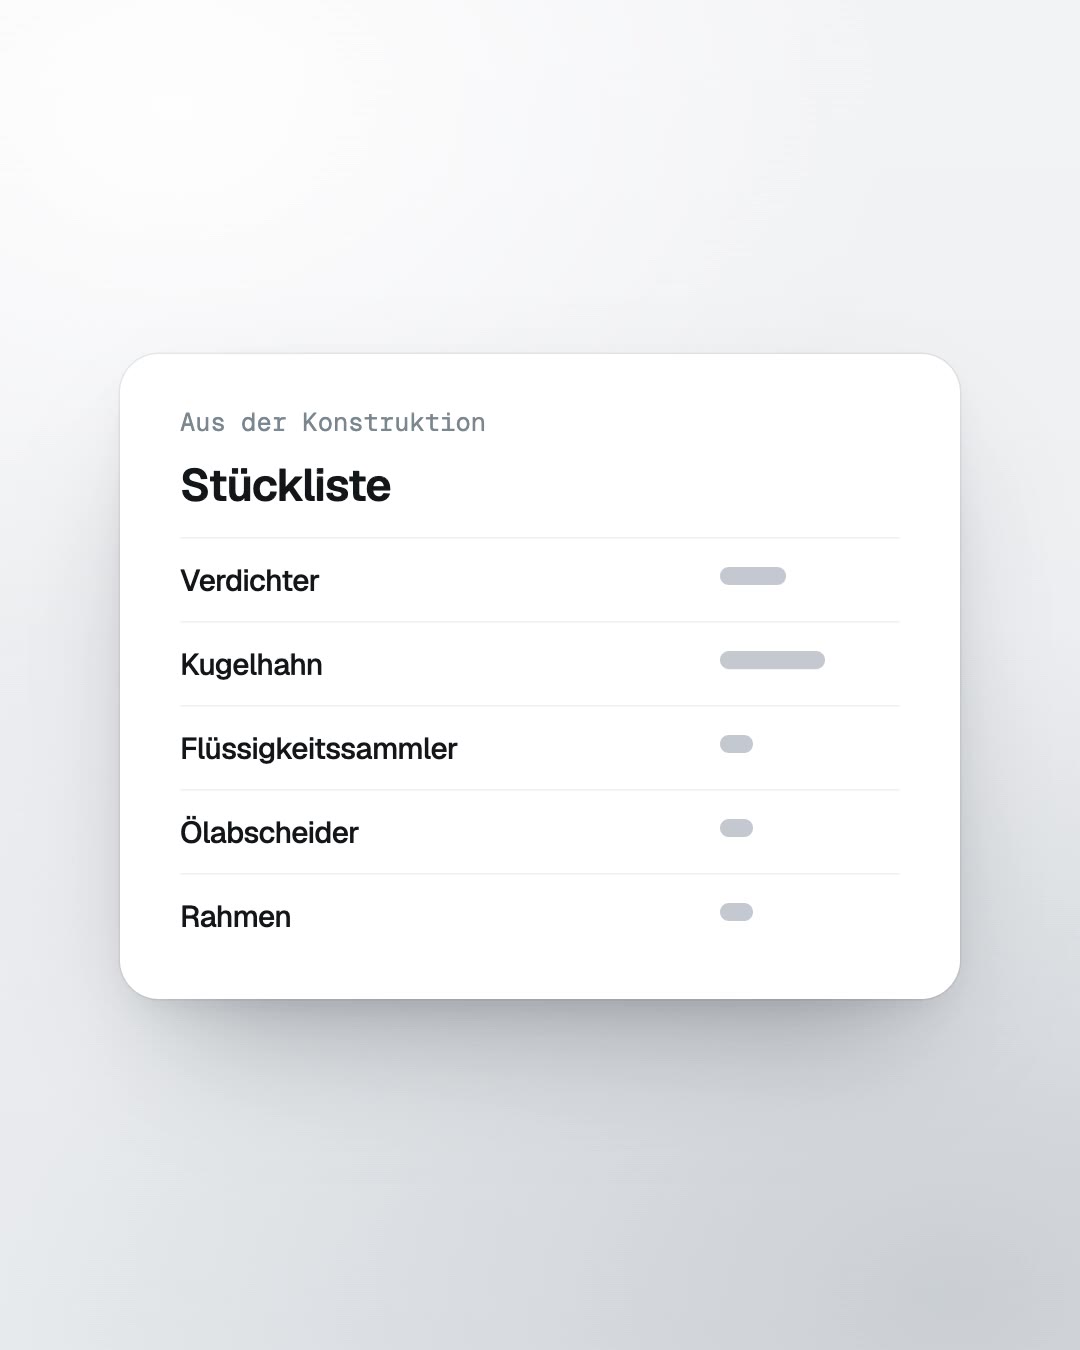 Aus der Konstruktion
Stückliste
Verdichter
Kugelhahn
Flüssigkeitssammler
Ölabscheider
Rahmen